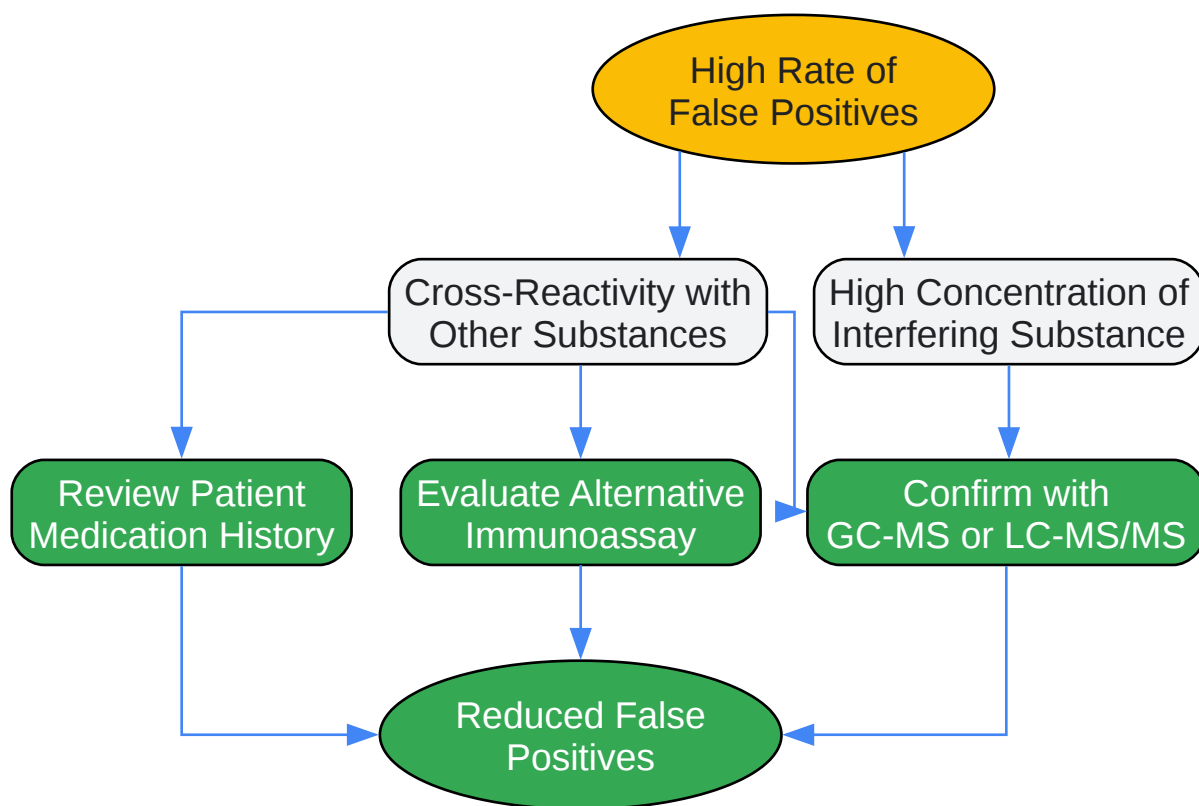 High Rate of
False Positives
Cross-Reactivity with
Other Substances
High Concentration of
Interfering Substance
Review Patient
Medication History
Evaluate Alternative
Immunoassay
Confirm with
GC-MS or LC-MS/MS
Reduced False
Positives